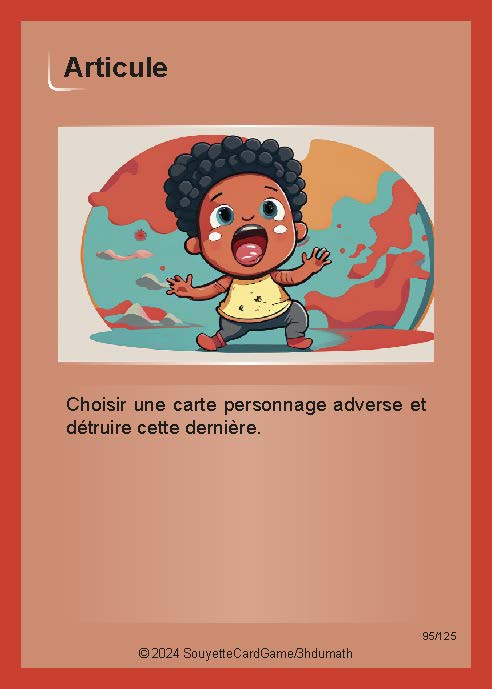 Articule
Choisir une carte personnage adverse et
détruire cette dernière.
95/125
© 2024 SouyetteCardGame/3hdumath